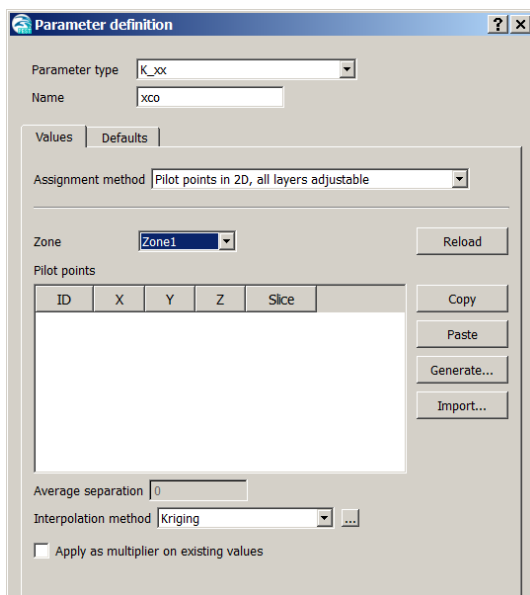 Parameter definition
Parameter type K_xx
Name xco
Values Defaults
Assignment method Pilot points in 2D, all layers adjustable
Zone Zone1 Reload
Pilot points
ID X Y Z Slice Copy
Paste
Generate...
Import...
Average separation 0
Interpolation method Kriging ...
Apply as multiplier on existing values